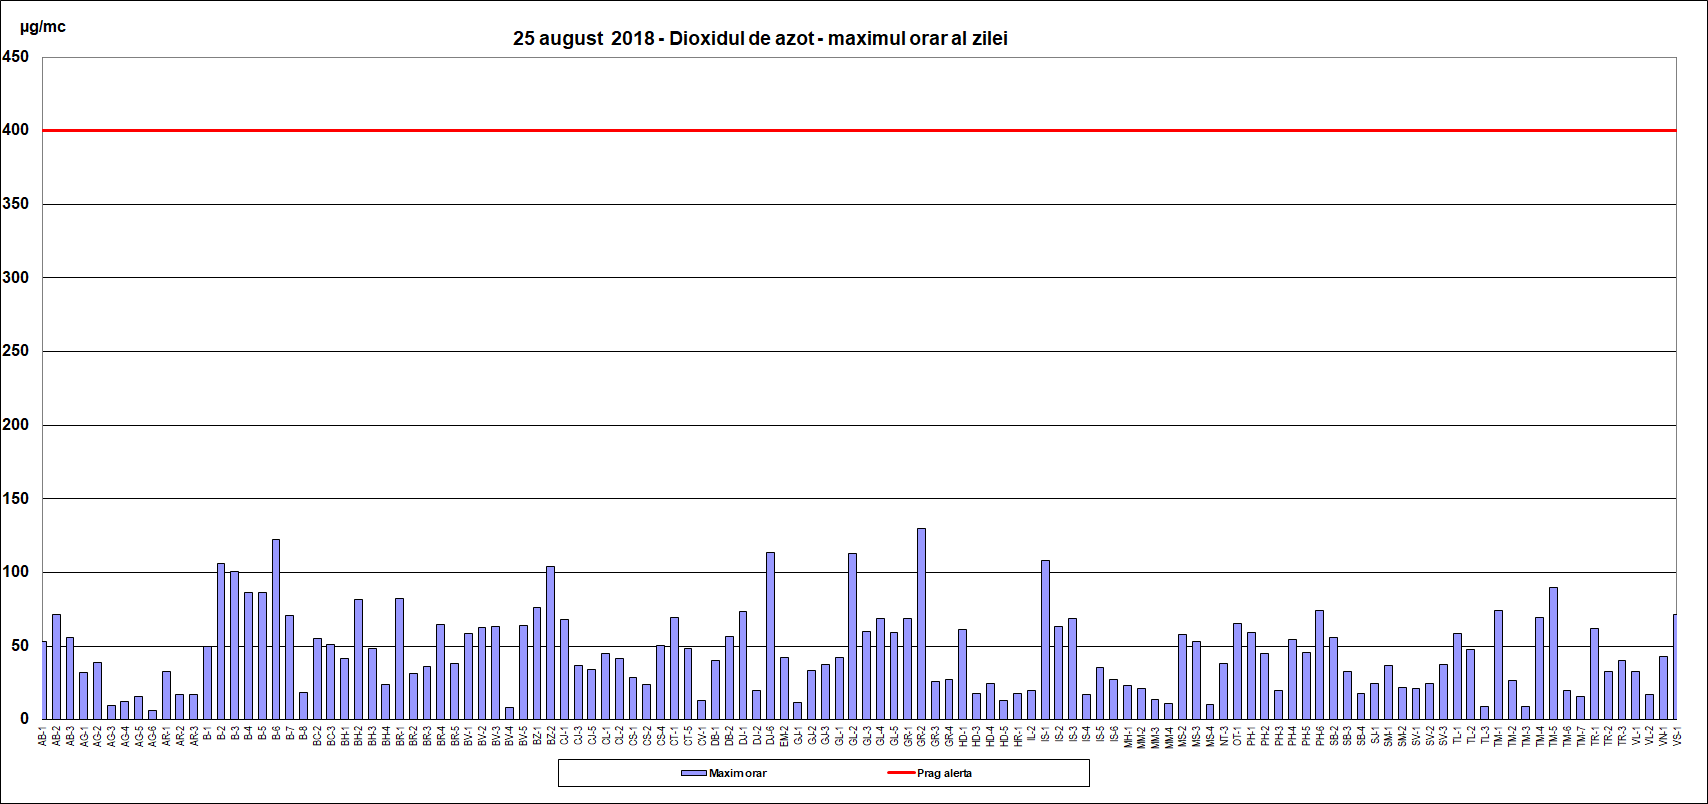 µg/mc
25 august 2018 - Dioxidul de azot - maximul orar al zilei
450
400
350
300
250
200
150
100
50
0
AB-1 AB-2 AB-3 AG-1 AG-2 AG-3 AG-4 AG-5 AG-6 AR-1 AR-2 AR-3 B-1 B-2 B-3 B-4 B-5 B-6 B-7 B-8 BC-2 BC-3 BH-1 BH-2 BH-3 BH-4 BR-1 BR-2 BR-3 BR-4 BR-5 BV-1 BV-2 BV-3 BV-4 BV-5 BZ-1 BZ-2 CJ-1 CJ-3 CJ-5 CL-1 CL-2 CS-1 CS-2 CS-4 CT-1 CT-5 CV-1 DB-1 DB-2 DJ-1 DJ-2 DJ-6 EM-2 GJ-1 GJ-2 GJ-3 GL-1 GL-2 GL-3 GL-4 GL-5 GR-1 GR-2 GR-3 GR-4 HD-1 HD-3 HD-4 HD-5 HR-1 IL-2 IS-1 IS-2 IS-3 IS-4 IS-5 IS-6 MH-1 MM-2 MM-3 MM-4 MS-2 MS-3 MS-4 NT-3 OT-1 PH-1 PH-2 PH-3 PH-4 PH-5 PH-6 SB-2 SB-3 SB-4 SJ-1 SM-1 SM-2 SV-1 SV-2 SV-3 TL-1 TL-2 TL-3 TM-1 TM-2 TM-3 TM-4 TM-5 TM-6 TM-7 TR-1 TR-2 TR-3 VL-1 VL-2 VN-1 VS-1
Maxim orar Prag alerta